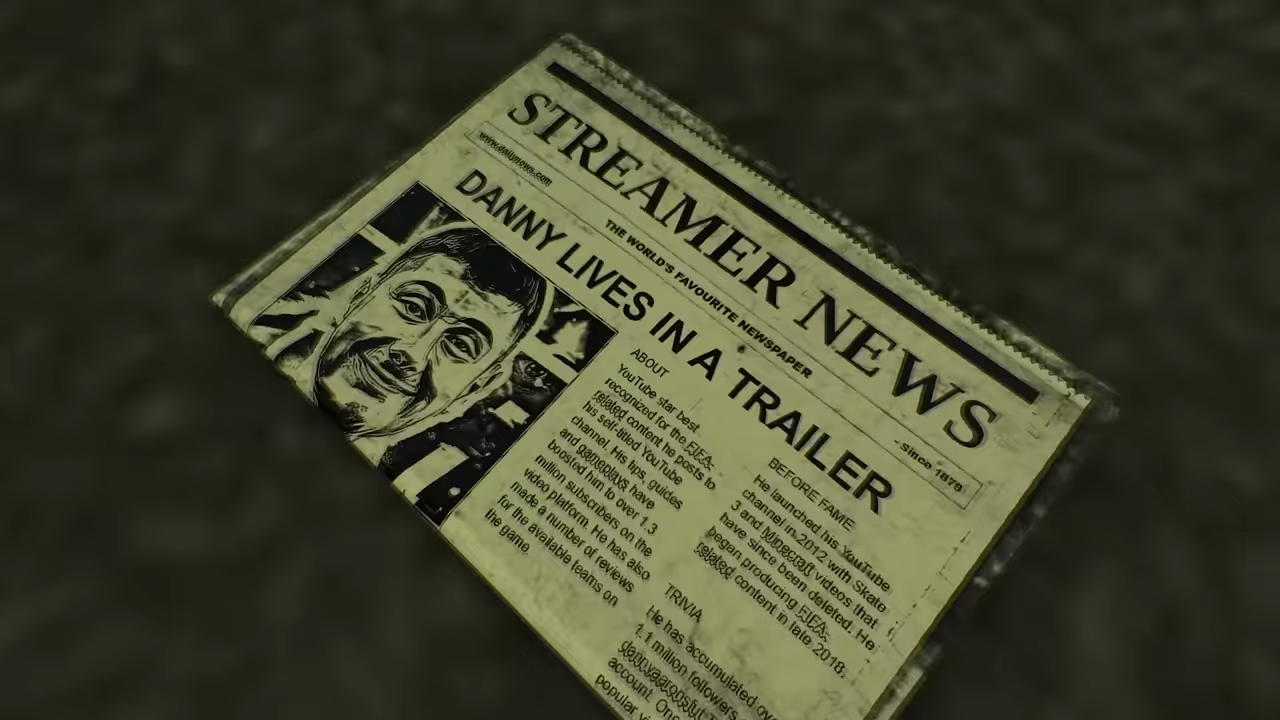 STREAMER NEWS
www.dailynews.com
THE WORLD'S FAVOURITE NEWSPAPER
- since 1879
DANNY LIVES IN A TRAILER
ABOUT
YouTube star best
recognized for the FIFA-
related content he posts to
his self-titled YouTube
channel. His tips, guides
and gameplays have
boosted him to over 1.3
million subscribers on the
video platform. He has also
made a number of reviews
for the available teams on
the game.
BEFORE FAME
He launched his YouTube
channel in 2012 with Skate
3 and Minecraft videos that
have since been deleted. He
began producing FIFA-
related content in late 2018.
TRIVIA
He has accumulated ove
1.1 million followers
account. One
popular vi